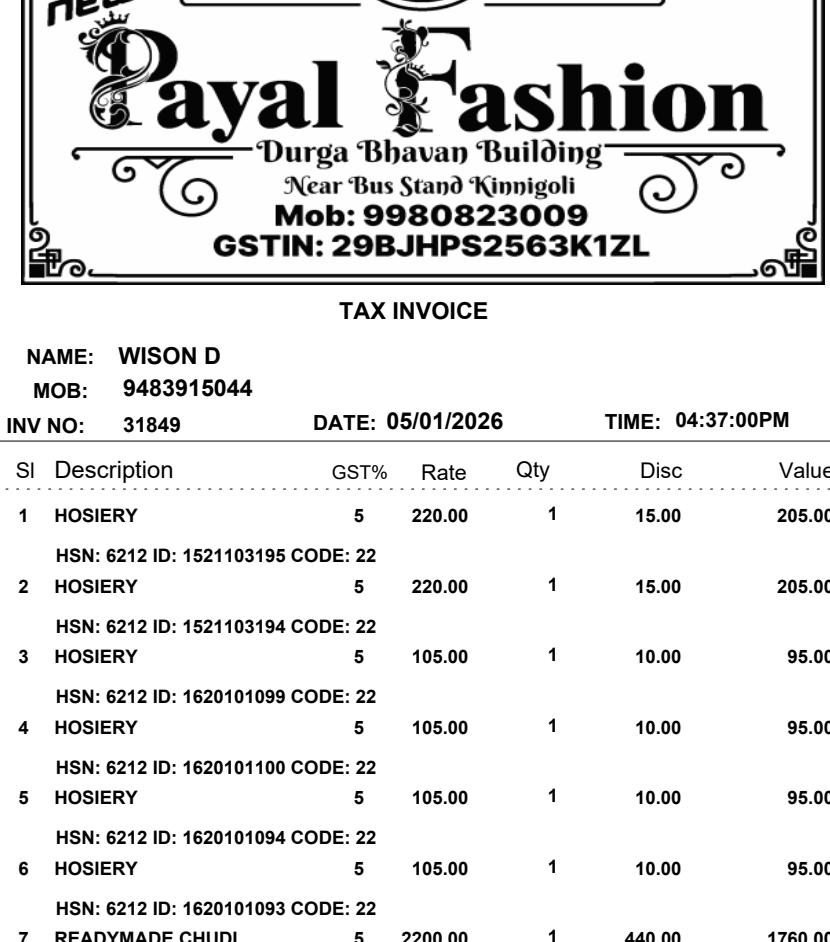 new
Payal Fashion
Durga Bhavan Building
Near Bus Stand Kinnigoli
Mob: 9980823009
GSTIN: 29BJHPS2563K1ZL
TAX INVOICE
NAME: WISON D
MOB: 9483915044
INV NO: 31849 DATE: 05/01/2026 TIME: 04:37:00PM
Sl Description GST% Rate Qty Disc Value
1 HOSIERY 5 220.00 1 15.00 205.00
HSN: 6212 ID: 1521103195 CODE: 22
2 HOSIERY 5 220.00 1 15.00 205.00
HSN: 6212 ID: 1521103194 CODE: 22
3 HOSIERY 5 105.00 1 10.00 95.00
HSN: 6212 ID: 1620101099 CODE: 22
4 HOSIERY 5 105.00 1 10.00 95.00
HSN: 6212 ID: 1620101100 CODE: 22
5 HOSIERY 5 105.00 1 10.00 95.00
HSN: 6212 ID: 1620101094 CODE: 22
6 HOSIERY 5 105.00 1 10.00 95.00
HSN: 6212 ID: 1620101093 CODE: 22
7 READYMADE CHUDI 5 2200.00 1 440.00 1760.00